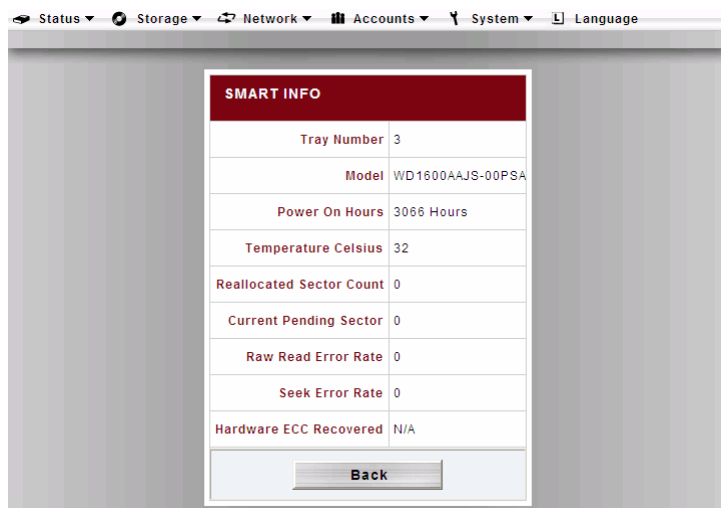 Status Storage Network Accounts System L Language
SMART INFO
Tray Number 3
Model WD1600AAJS-00PSA
Power On Hours 3066 Hours
Temperature Celsius 32
Reallocated Sector Count 0
Current Pending Sector 0
Raw Read Error Rate 0
Seek Error Rate 0
Hardware ECC Recovered N/A
Back